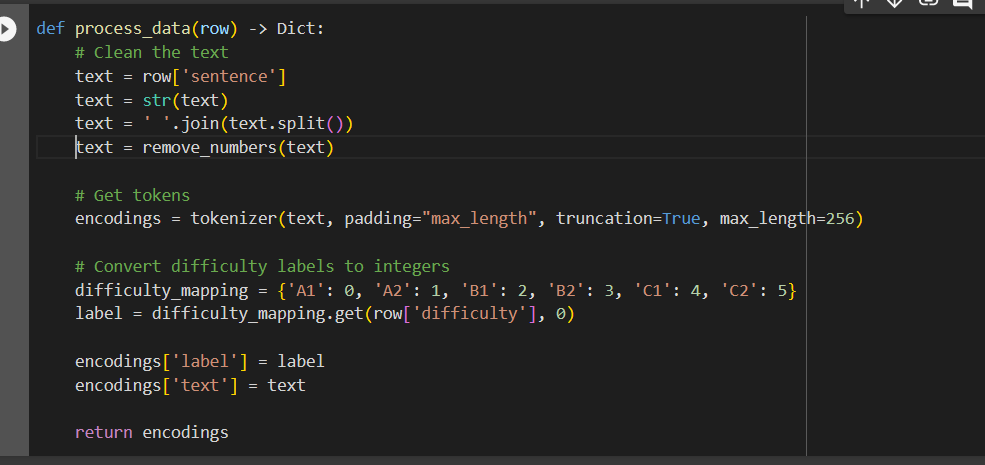 def process_data(row) -> Dict:
    # Clean the text
    text = row['sentence']
    text = str(text)
    text = ' '.join(text.split())
    text = remove_numbers(text)

    # Get tokens
    encodings = tokenizer(text, padding="max_length", truncation=True, max_length=256)

    # Convert difficulty labels to integers
    difficulty_mapping = {'A1': 0, 'A2': 1, 'B1': 2, 'B2': 3, 'C1': 4, 'C2': 5}
    label = difficulty_mapping.get(row['difficulty'], 0)

    encodings['label'] = label
    encodings['text'] = text

    return encodings